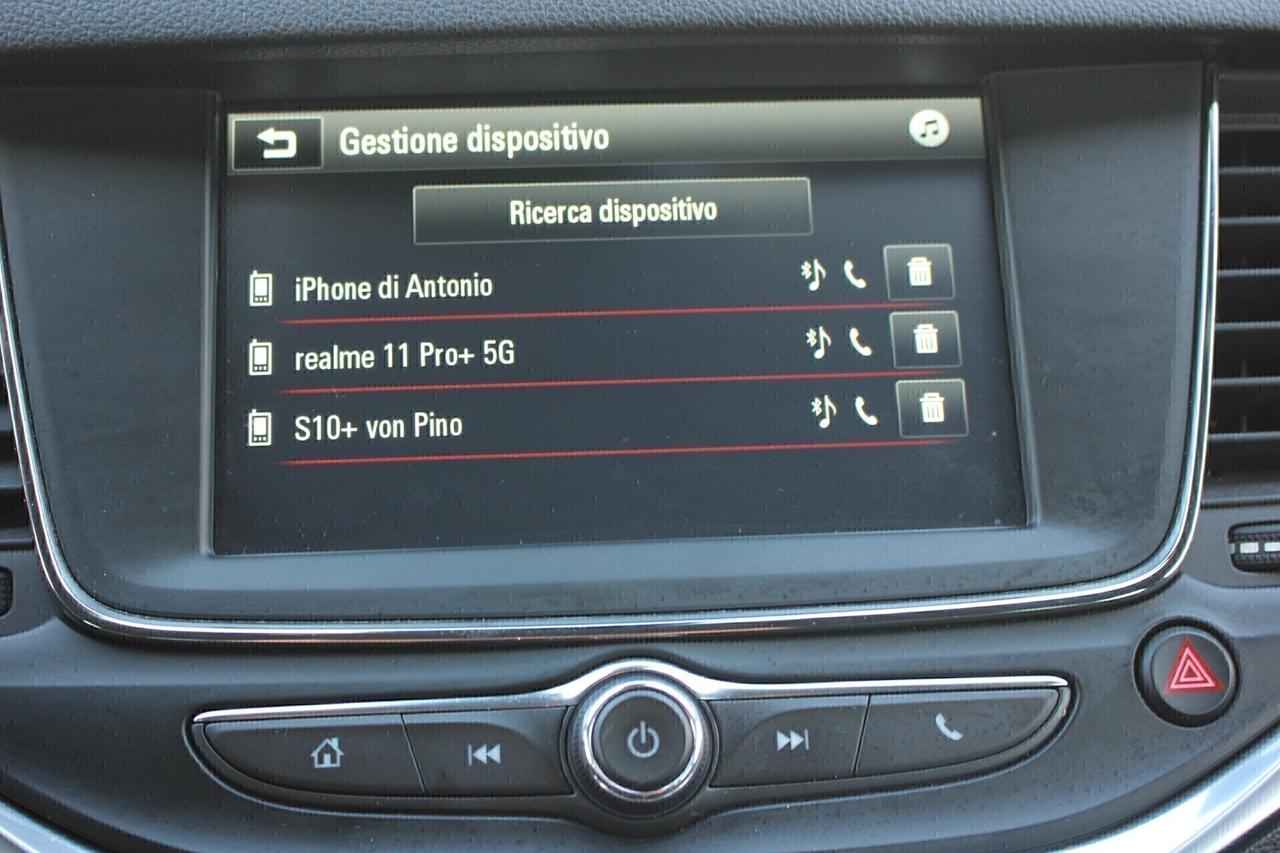 Gestione dispositivo
Ricerca dispositivo
iPhone di Antonio
realme 11 Pro+ 5G
S10+ von Pino